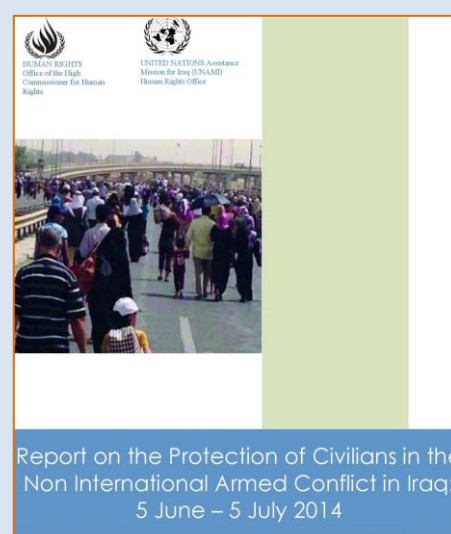 HUMAN RIGHTS
Office of the High
Commissioner for Human
Rights
UNITED NATIONS Assistance
Mission for Iraq (UNAMI)
Human Rights Office
Report on the Protection of Civilians in the
Non International Armed Conflict in Iraq:
5 June – 5 July 2014